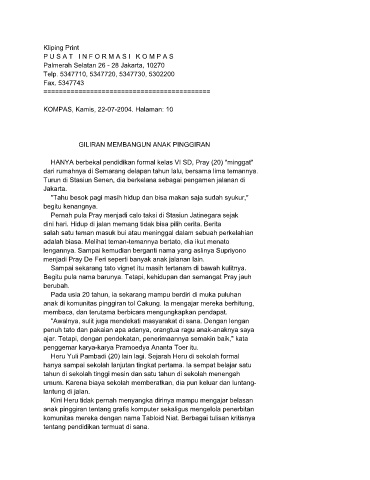 Kliping Print
P U S A T   I N F O R M A S I   K O M P A S
Palmerah Selatan 26 - 28 Jakarta, 10270
Telp. 5347710, 5347720, 5347730, 5302200
Fax. 5347743
=============================================
KOMPAS, Kamis, 22-07-2004. Halaman: 10
GILIRAN MEMBANGUN ANAK PINGGIRAN
HANYA berbekal pendidikan formal kelas VI SD, Pray (20) "minggat"
dari rumahnya di Semarang delapan tahun lalu, bersama lima temannya.
Turun di Stasiun Senen, dia berkelana sebagai pengamen jalanan di
Jakarta.
"Tahu besok pagi masih hidup dan bisa makan saja sudah syukur,"
begitu kenangnya.
Pernah pula Pray menjadi calo taksi di Stasiun Jatinegara sejak
dini hari. Hidup di jalan memang tidak bisa pilih cerita. Berita
salah satu teman masuk bui atau meninggal dalam sebuah perkelahian
adalah biasa. Melihat teman-temannya bertato, dia ikut menato
lengannya. Sampai kemudian berganti nama yang aslinya Supriyono
menjadi Pray De Feri seperti banyak anak jalanan lain.
Sampai sekarang tato vignet itu masih tertanam di bawah kulitnya.
Begitu pula nama barunya. Tetapi, kehidupan dan semangat Pray jauh
berubah.
Pada usia 20 tahun, ia sekarang mampu berdiri di muka puluhan
anak di komunitas pinggiran tol Cakung. Ia mengajar mereka berhitung,
membaca, dan terutama berbicara mengungkapkan pendapat.
"Awalnya, sulit juga mendekati masyarakat di sana. Dengan lengan
penuh tato dan pakaian apa adanya, orangtua ragu anak-anaknya saya
ajar. Tetapi, dengan pendekatan, penerimaannya semakin baik," kata
penggemar karya-karya Pramoedya Ananta Toer itu.
Heru Yuli Pambadi (20) lain lagi. Sejarah Heru di sekolah formal
hanya sampai sekolah lanjutan tingkat pertama. Ia sempat belajar satu
tahun di sekolah tinggi mesin dan satu tahun di sekolah menengah
umum. Karena biaya sekolah memberatkan, dia pun keluar dan luntang-
lantung di jalan.
Kini Heru tidak pernah menyangka dirinya mampu mengajar belasan
anak pinggiran tentang grafis komputer sekaligus mengelola penerbitan
komunitas mereka dengan nama Tabloid Niat. Berbagai tulisan kritisnya
tentang pendidikan termuat di sana.